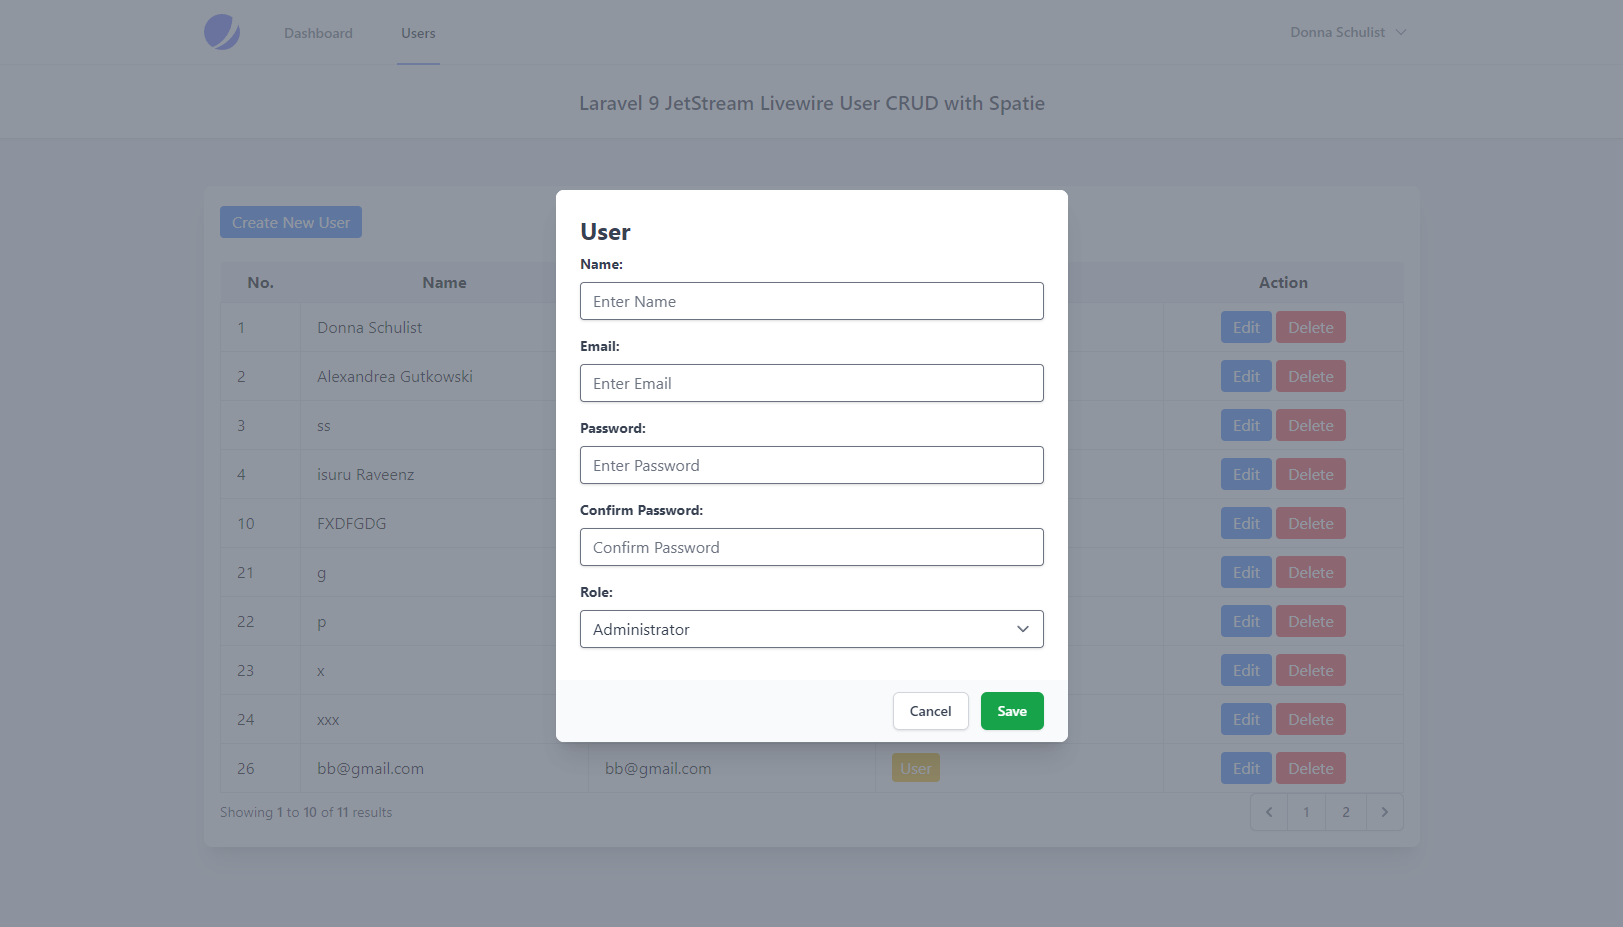 Dashboard Users Donna Schulist
Laravel 9 JetStream Livewire User CRUD with Spatie
Create New User
No. Name Action
1 Donna Schulist Edit Delete
2 Alexandrea Gutkowski Edit Delete
3 ss Edit Delete
4 isuru Raveenz Edit Delete
10 FXDFGDG Edit Delete
21 g Edit Delete
22 p Edit Delete
23 x Edit Delete
24 xxx Edit Delete
26 bb@gmail.com bb@gmail.com User Edit Delete
Showing 1 to 10 of 11 results
1 2
User
Name:
Enter Name
Email:
Enter Email
Password:
Enter Password
Confirm Password:
Confirm Password
Role:
Administrator
Cancel Save